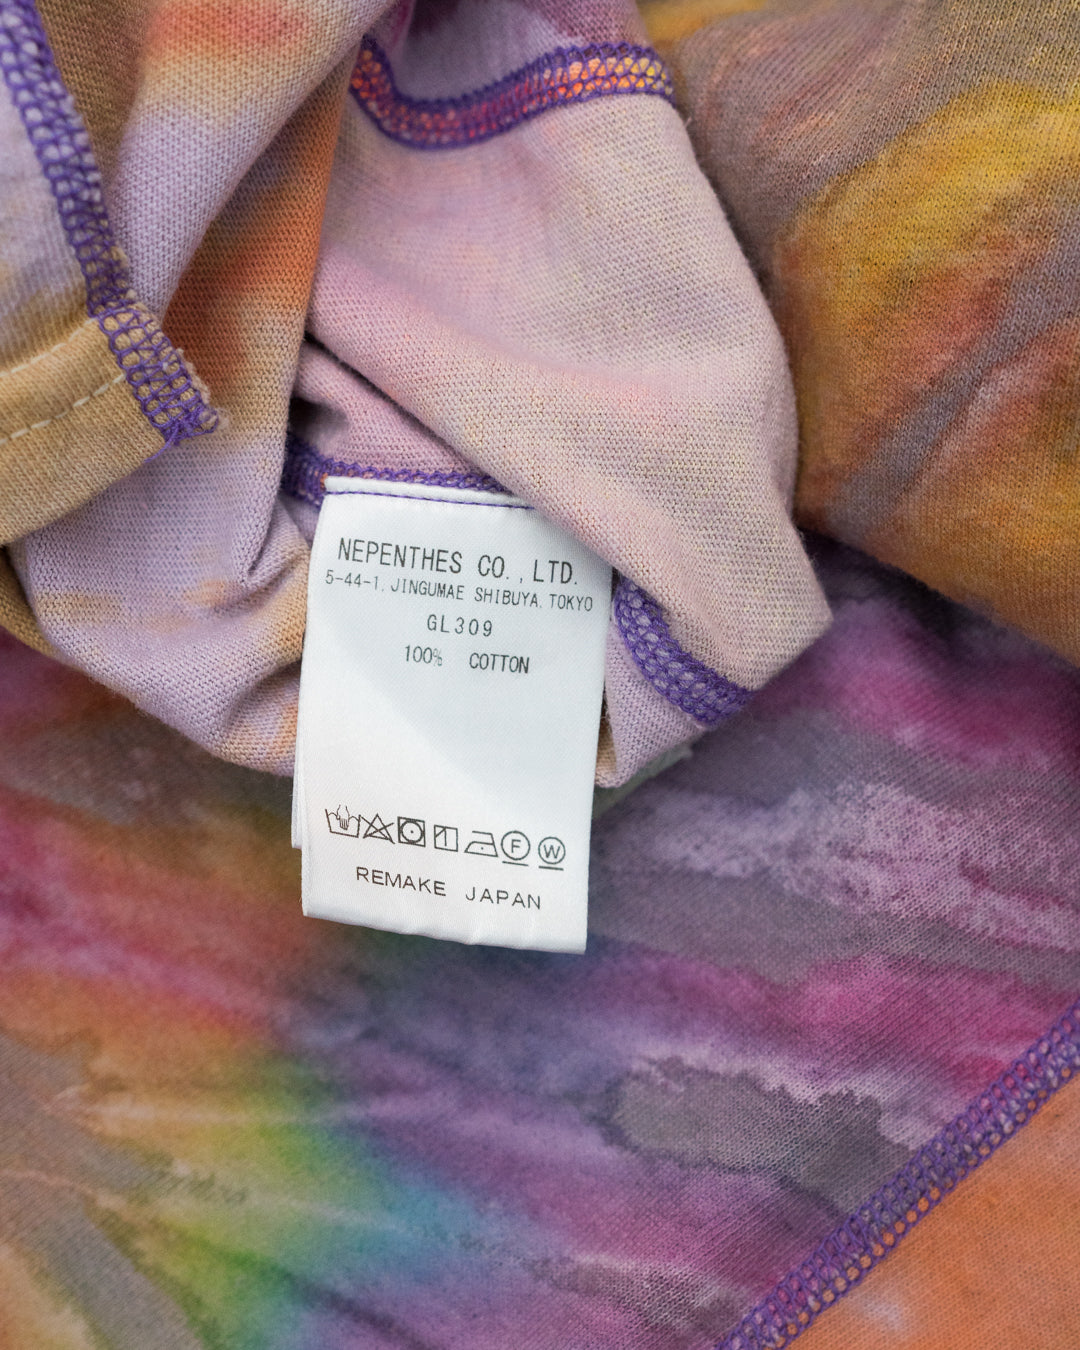 NEPENTHES CO., LTD.
5-44-1, JINGUMAE SHIBUYA, TOKYO
GL309
100% COTTON
F W
REMAKE JAPAN